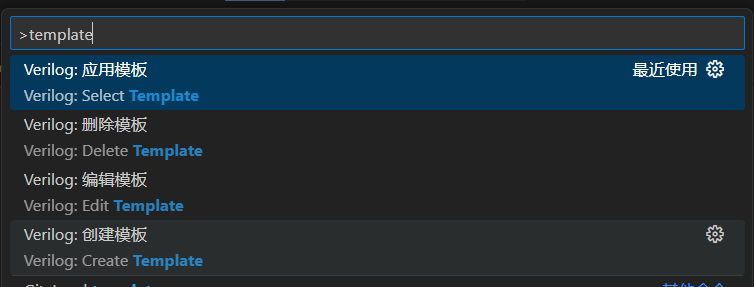 >template
Verilog: 应用模板 最近使用
Verilog: Select Template
Verilog: 删除模板
Verilog: Delete Template
Verilog: 编辑模板
Verilog: Edit Template
Verilog: 创建模板
Verilog: Create Template